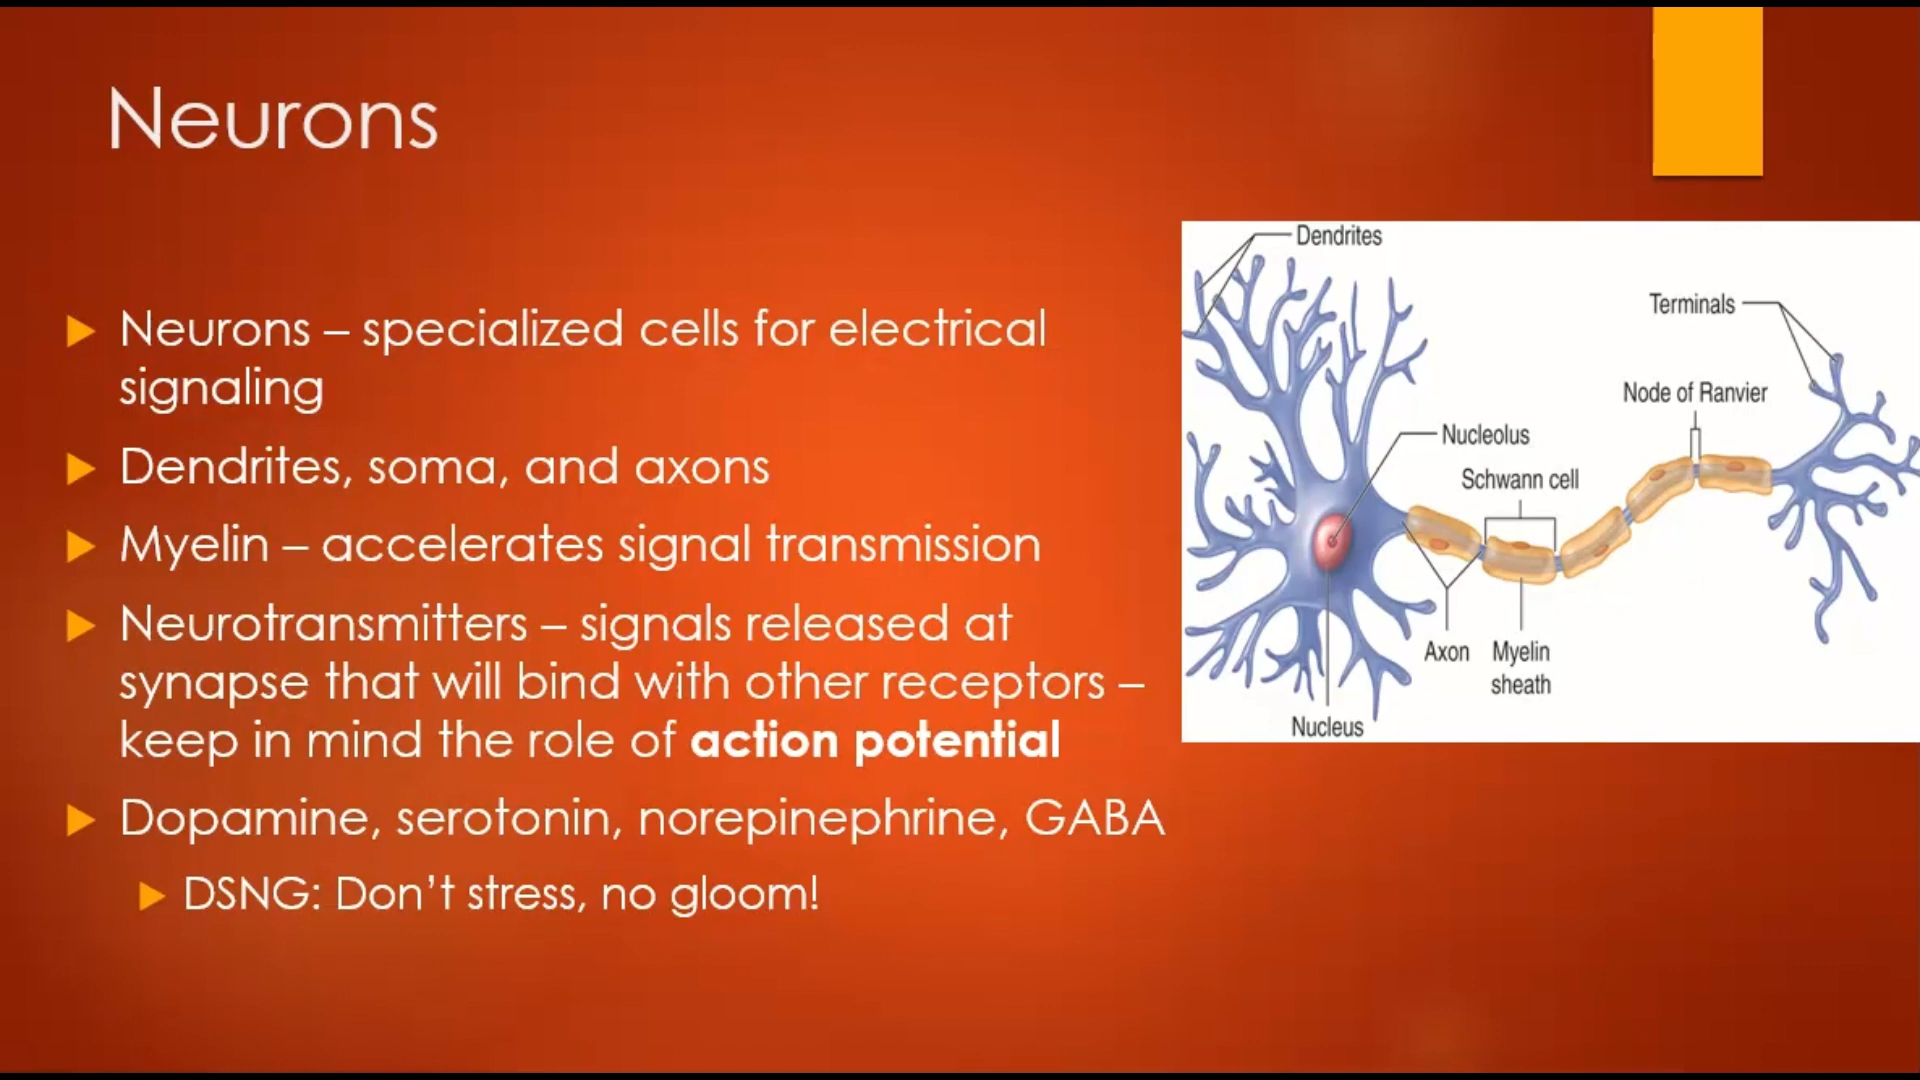 Neurons
Neurons – specialized cells for electrical
signaling
Dendrites, soma, and axons
Myelin – accelerates signal transmission
Neurotransmitters – signals released at
synapse that will bind with other receptors –
keep in mind the role of action potential
Dopamine, serotonin, norepinephrine, GABA
DSNG: Don’t stress, no gloom!
Dendrites
Terminals
Node of Ranvier
Nucleolus
Schwann cell
Axon
Myelin
sheath
Nucleus